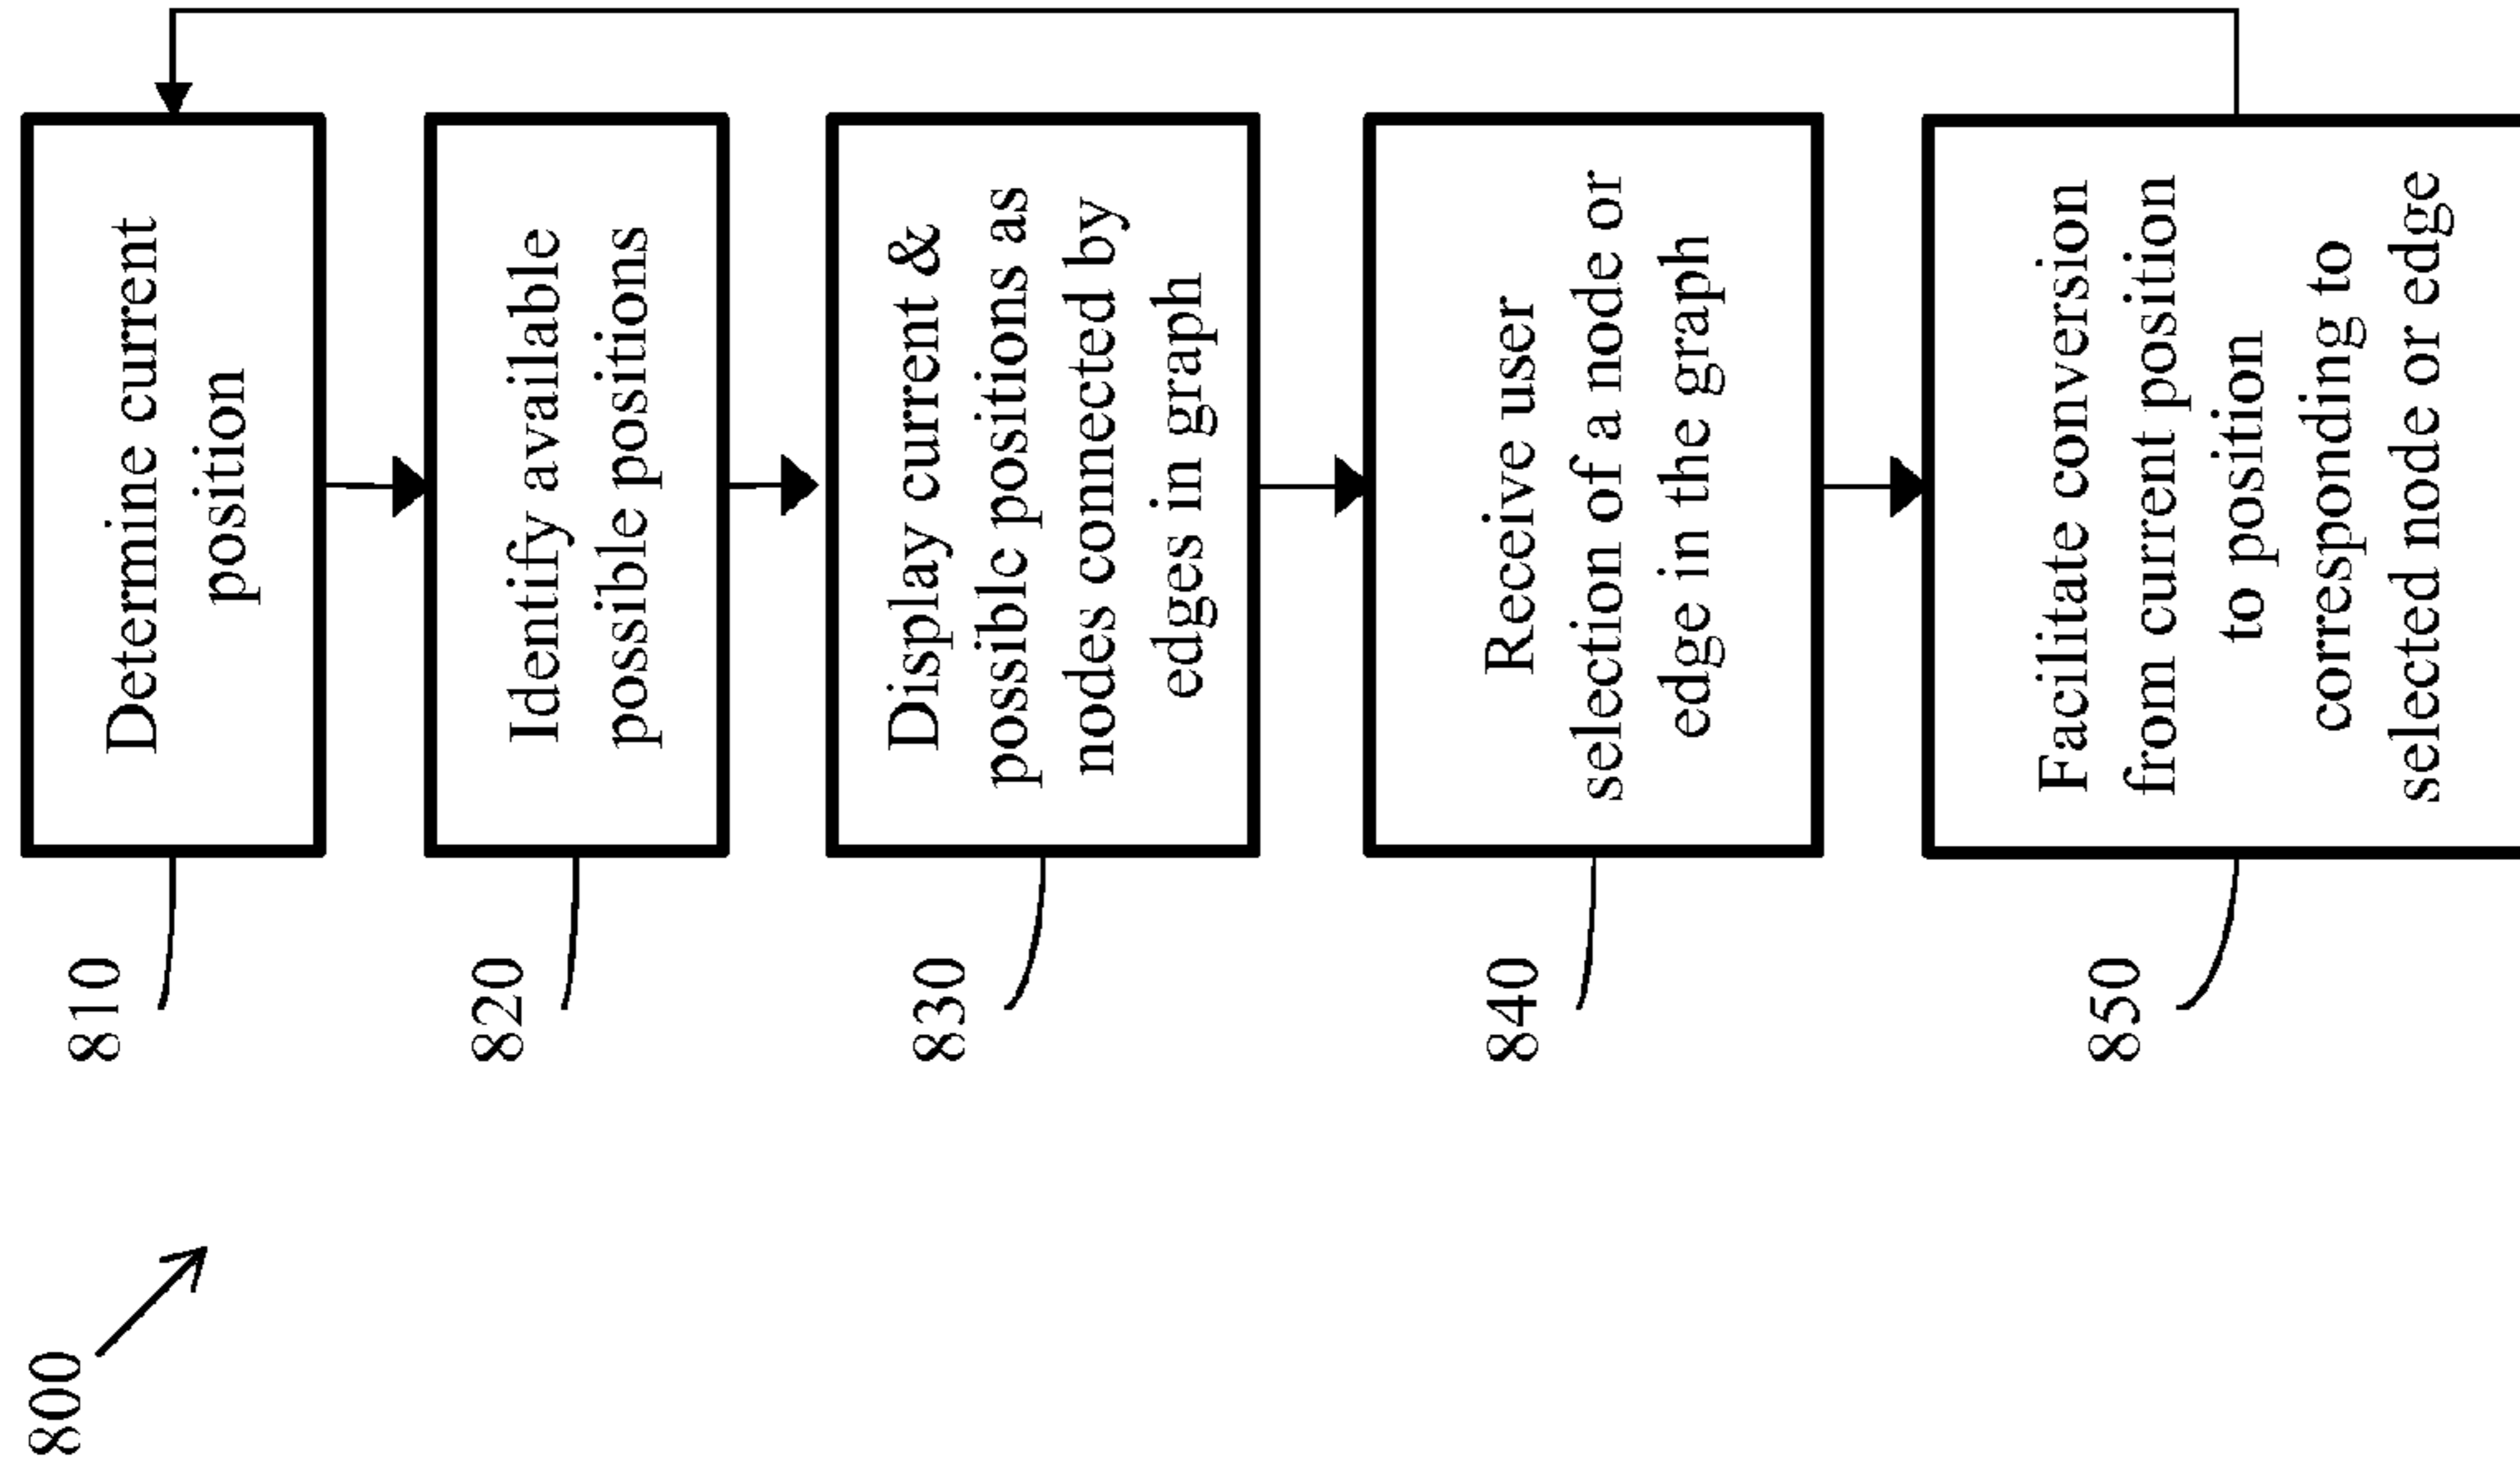 800
810
Determine current
position
820
Identify available
possible positions
830
Display current &
possible positions as
nodes connected by
edges in graph
840
Receive user
selection of a node or
edge in the graph
850
Facilitate conversion
from current position
to position
corresponding to
selected node or edge